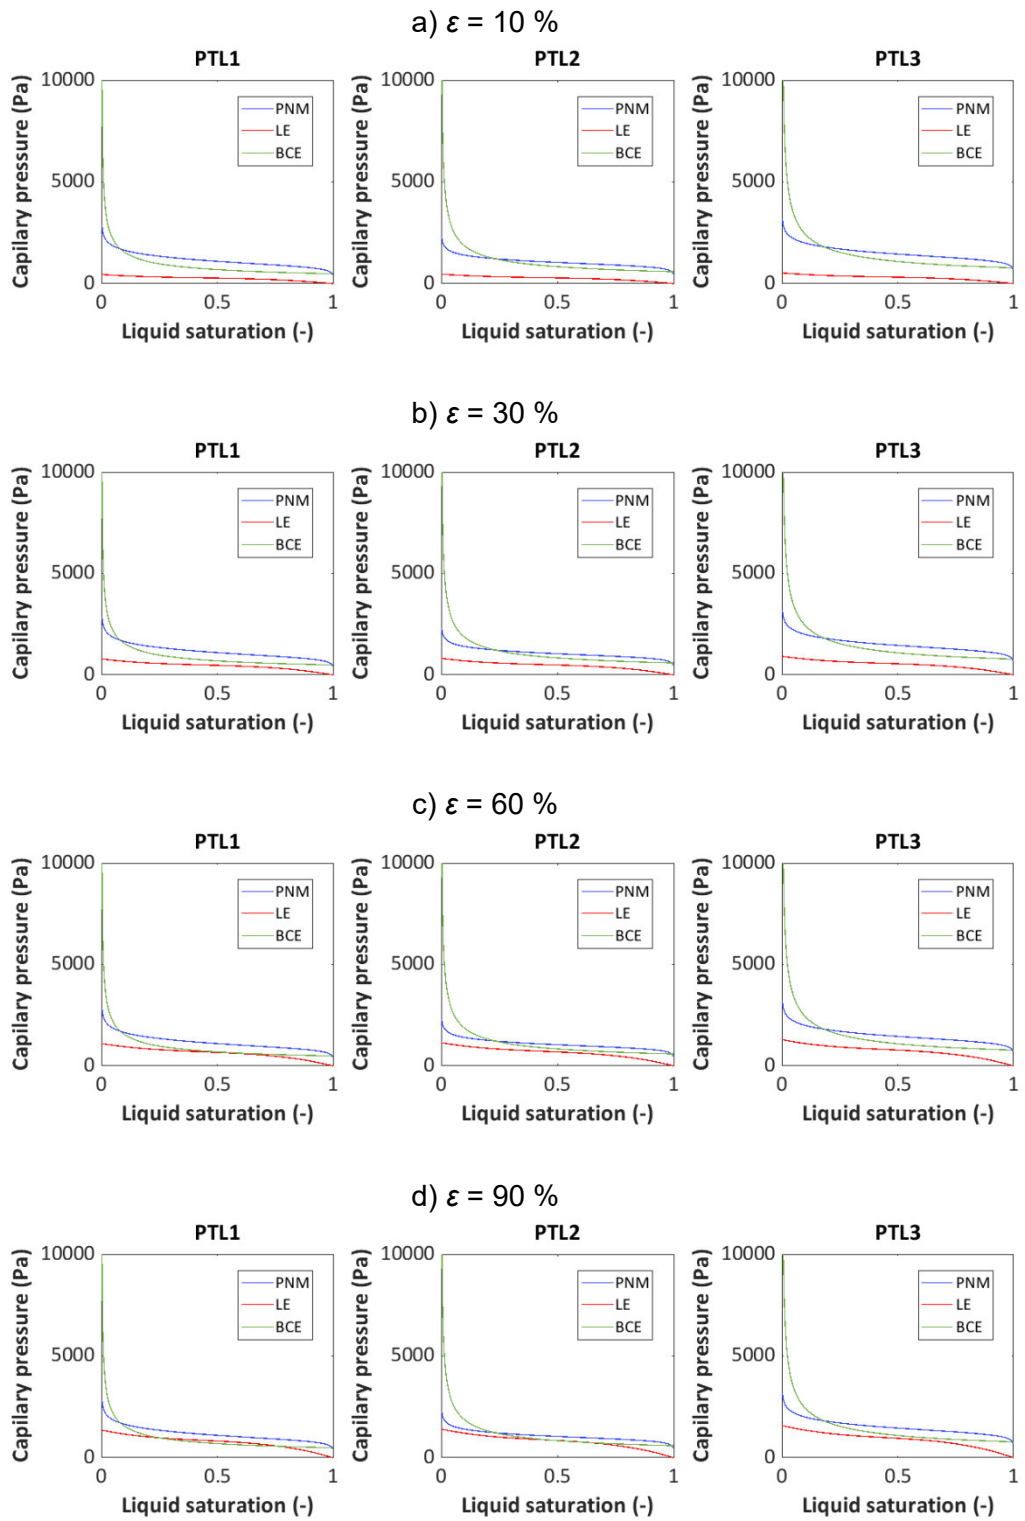 a) ε = 10 %
PTL1 PTL2 PTL3
Capilary pressure (Pa) Capilary pressure (Pa) Capilary pressure (Pa)
10000 10000 10000
PNM PNM PNM
LE LE LE
BCE BCE BCE
5000 5000 5000
0 0 0
0 0.5 1 0 0.5 1 0 0.5 1
Liquid saturation (-) Liquid saturation (-) Liquid saturation (-)
b) ε = 30 %
PTL1 PTL2 PTL3
Capilary pressure (Pa) Capilary pressure (Pa) Capilary pressure (Pa)
10000 10000 10000
PNM PNM PNM
LE LE LE
BCE BCE BCE
5000 5000 5000
0 0 0
0 0.5 1 0 0.5 1 0 0.5 1
Liquid saturation (-) Liquid saturation (-) Liquid saturation (-)
c) ε = 60 %
PTL1 PTL2 PTL3
Capilary pressure (Pa) Capilary pressure (Pa) Capilary pressure (Pa)
10000 10000 10000
PNM PNM PNM
LE LE LE
BCE BCE BCE
5000 5000 5000
0 0 0
0 0.5 1 0 0.5 1 0 0.5 1
Liquid saturation (-) Liquid saturation (-) Liquid saturation (-)
d) ε = 90 %
PTL1 PTL2 PTL3
Capilary pressure (Pa) Capilary pressure (Pa) Capilary pressure (Pa)
10000 10000 10000
PNM PNM PNM
LE LE LE
BCE BCE BCE
5000 5000 5000
0 0 0
0 0.5 1 0 0.5 1 0 0.5 1
Liquid saturation (-) Liquid saturation (-) Liquid saturation (-)